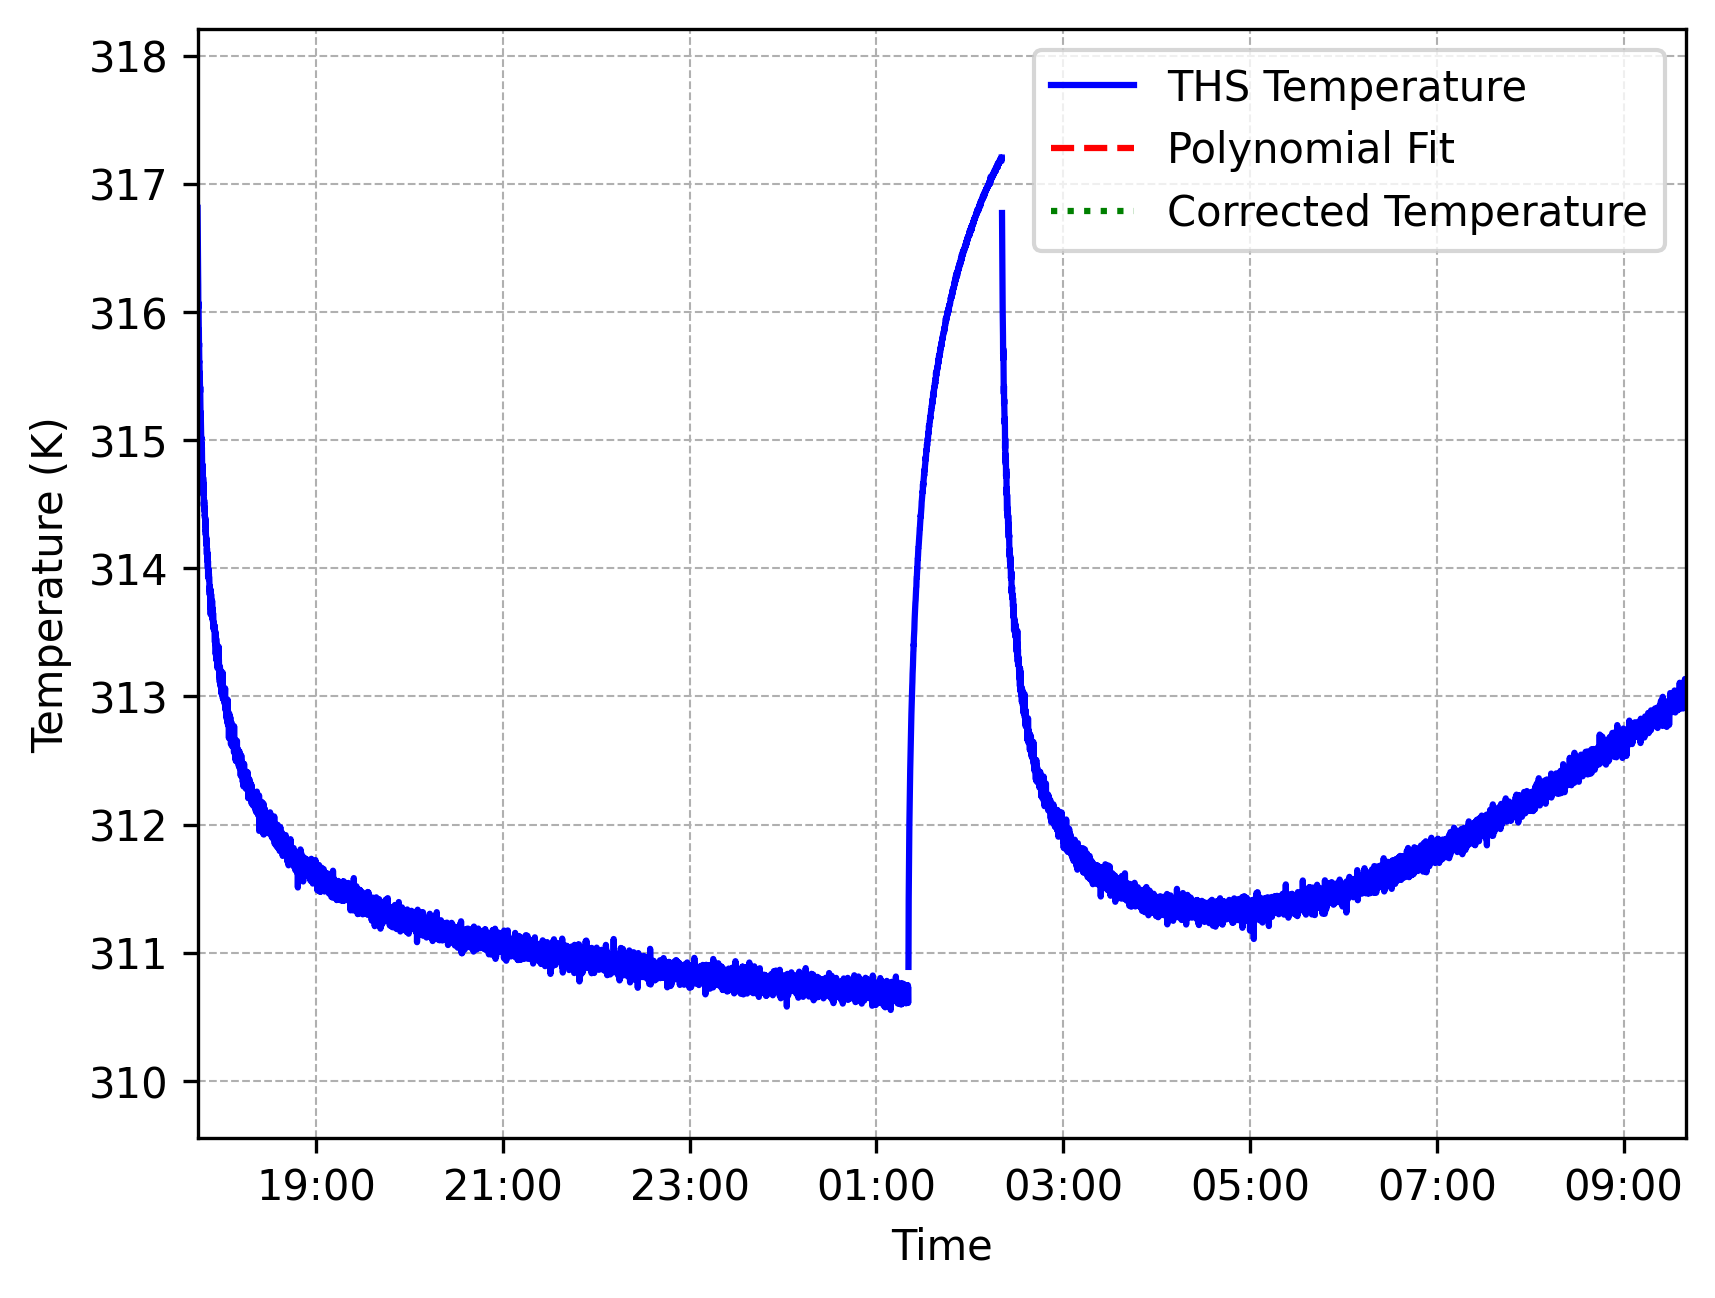 318
317
316
315
314
313
312
311
310
Temperature (K)
THS Temperature
Polynomial Fit
Corrected Temperature
19:00 21:00 23:00 01:00 03:00 05:00 07:00 09:00
Time